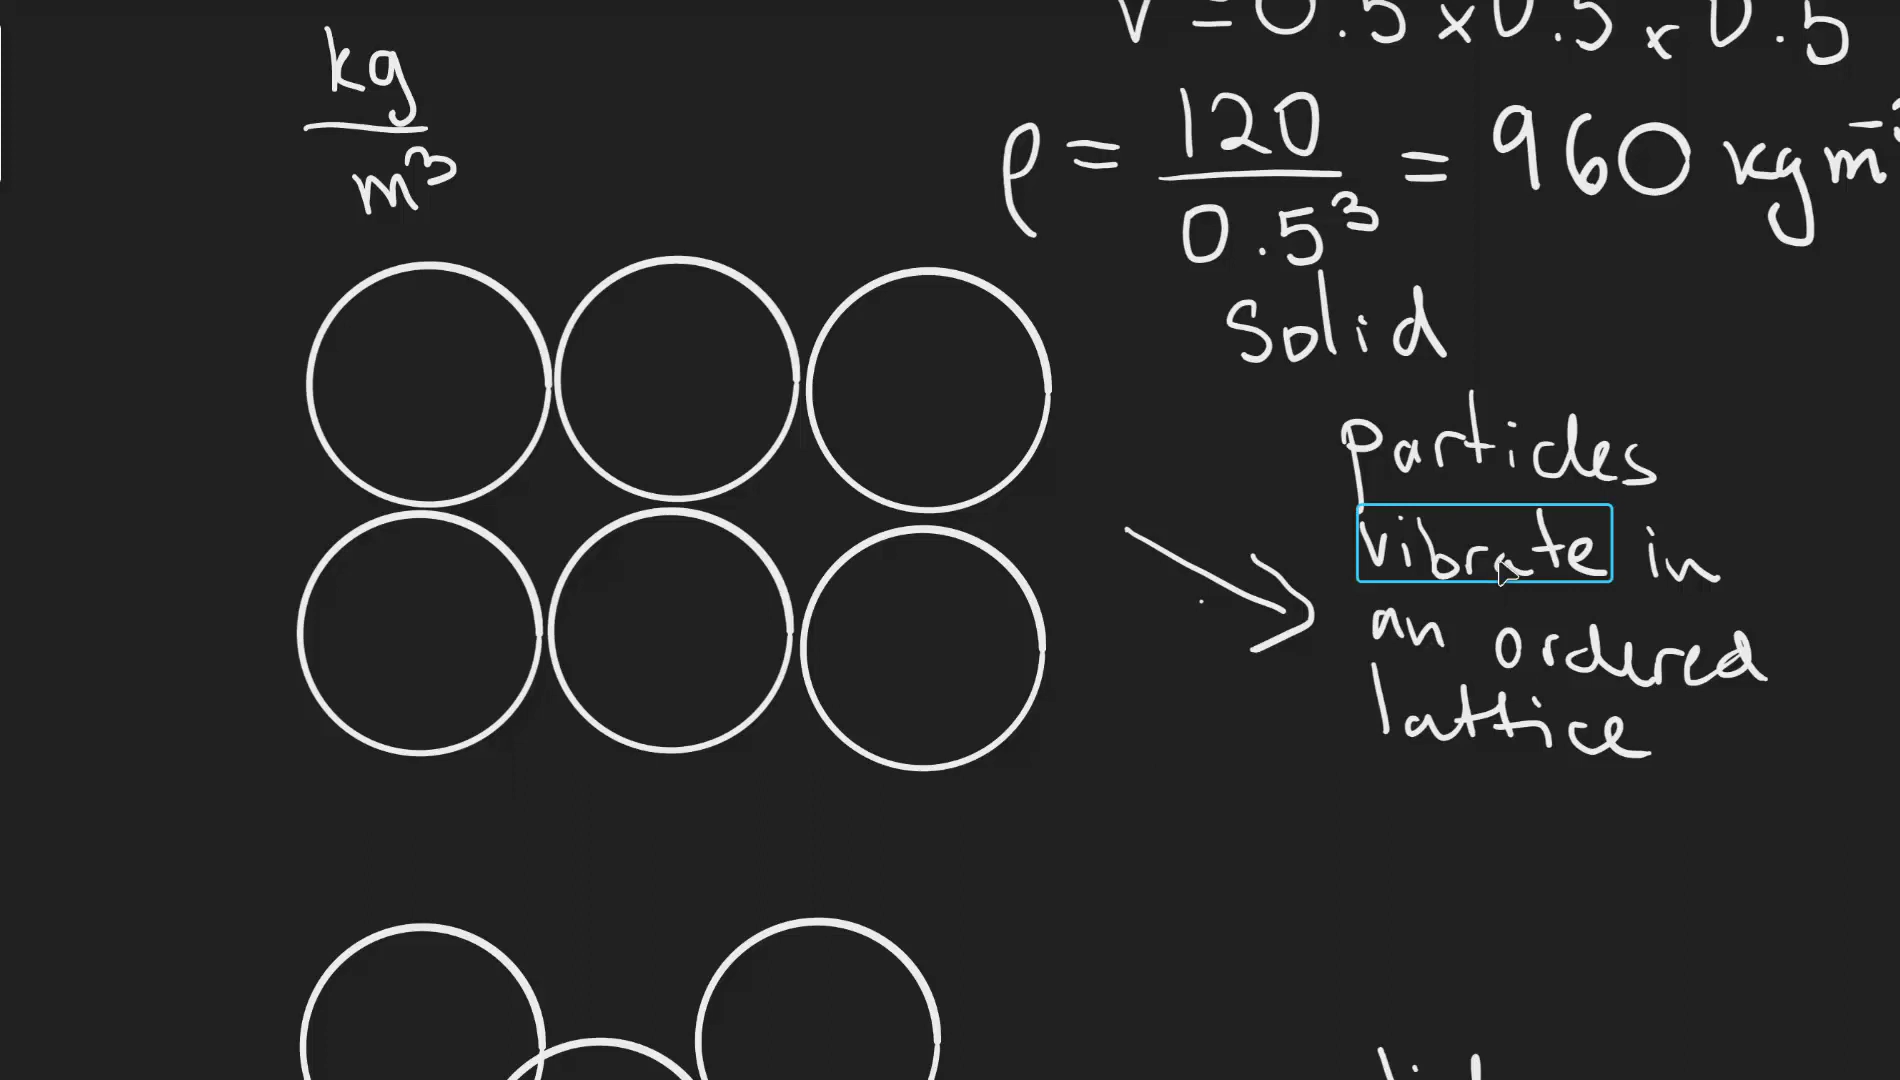 kg
m³
V = 0.5 x 0.5 x 0.5
ρ = 120 / 0.5³ = 960 kg m⁻
Solid
particles
vibrate in
an ordered
lattice